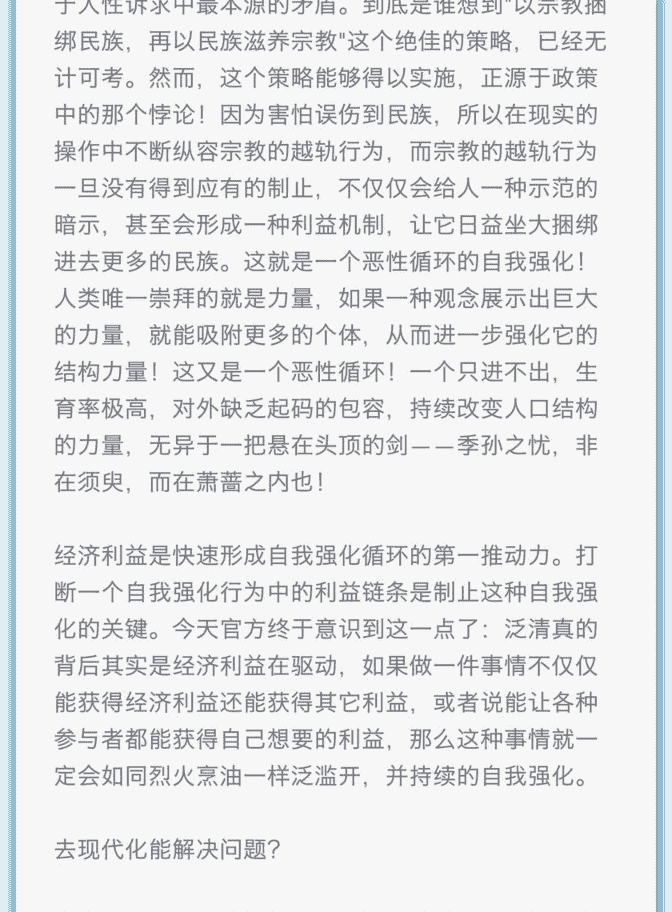 于人性诉求中最本源的矛盾。到底是谁想到"以宗教捆
绑民族，再以民族滋养宗教"这个绝佳的策略，已经无
计可考。然而，这个策略能够得以实施，正源于政策
中的那个悖论！因为害怕误伤到民族，所以在现实的
操作中不断纵容宗教的越轨行为，而宗教的越轨行为
一旦没有得到应有的制止，不仅仅会给人一种示范的
暗示，甚至会形成一种利益机制，让它日益坐大捆绑
进去更多的民族。这就是一个恶性循环的自我强化！
人类唯一崇拜的就是力量，如果一种观念展示出巨大
的力量，就能吸附更多的个体，从而进一步强化它的
结构力量！这又是一个恶性循环！一个只进不出，生
育率极高，对外缺乏起码的包容，持续改变人口结构
的力量，无异于一把悬在头顶的剑——季孙之忧，非
在须臾，而在萧蔷之内也！
经济利益是快速形成自我强化循环的第一推动力。打
断一个自我强化行为中的利益链条是制止这种自我强
化的关键。今天官方终于意识到这一点了：泛清真的
背后其实是经济利益在驱动，如果做一件事情不仅仅
能获得经济利益还能获得其它利益，或者说能让各种
参与者都能获得自己想要的利益，那么这种事情就一
定会如同烈火烹油一样泛滥开，并持续的自我强化。
去现代化能解决问题？